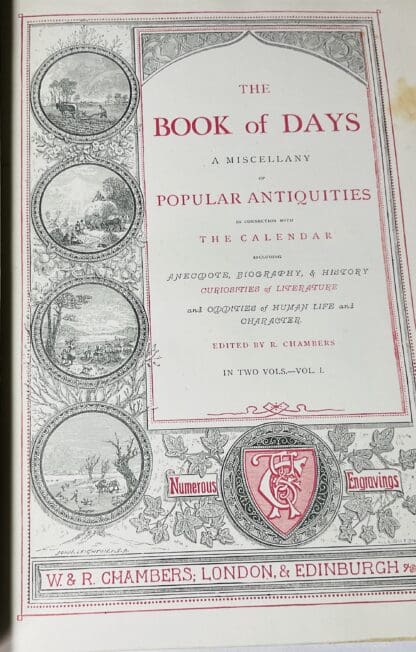 THE
BOOK of DAYS
A MISCELLANY
OF
POPULAR ANTIQUITIES
IN CONNECTION WITH
THE CALENDAR
INCLUDING
ANECDOTE, BIOGRAPHY, & HISTORY
CURIOSITIES of LITERATURE
and ODDITIES of HUMAN LIFE and
CHARACTER.
EDITED BY R. CHAMBERS
IN TWO VOLS.—VOL. I.
Numerous Engravings
JOHN LEIGHTON, F.S.A.
W. & R. CHAMBERS; LONDON, & EDINBURGH